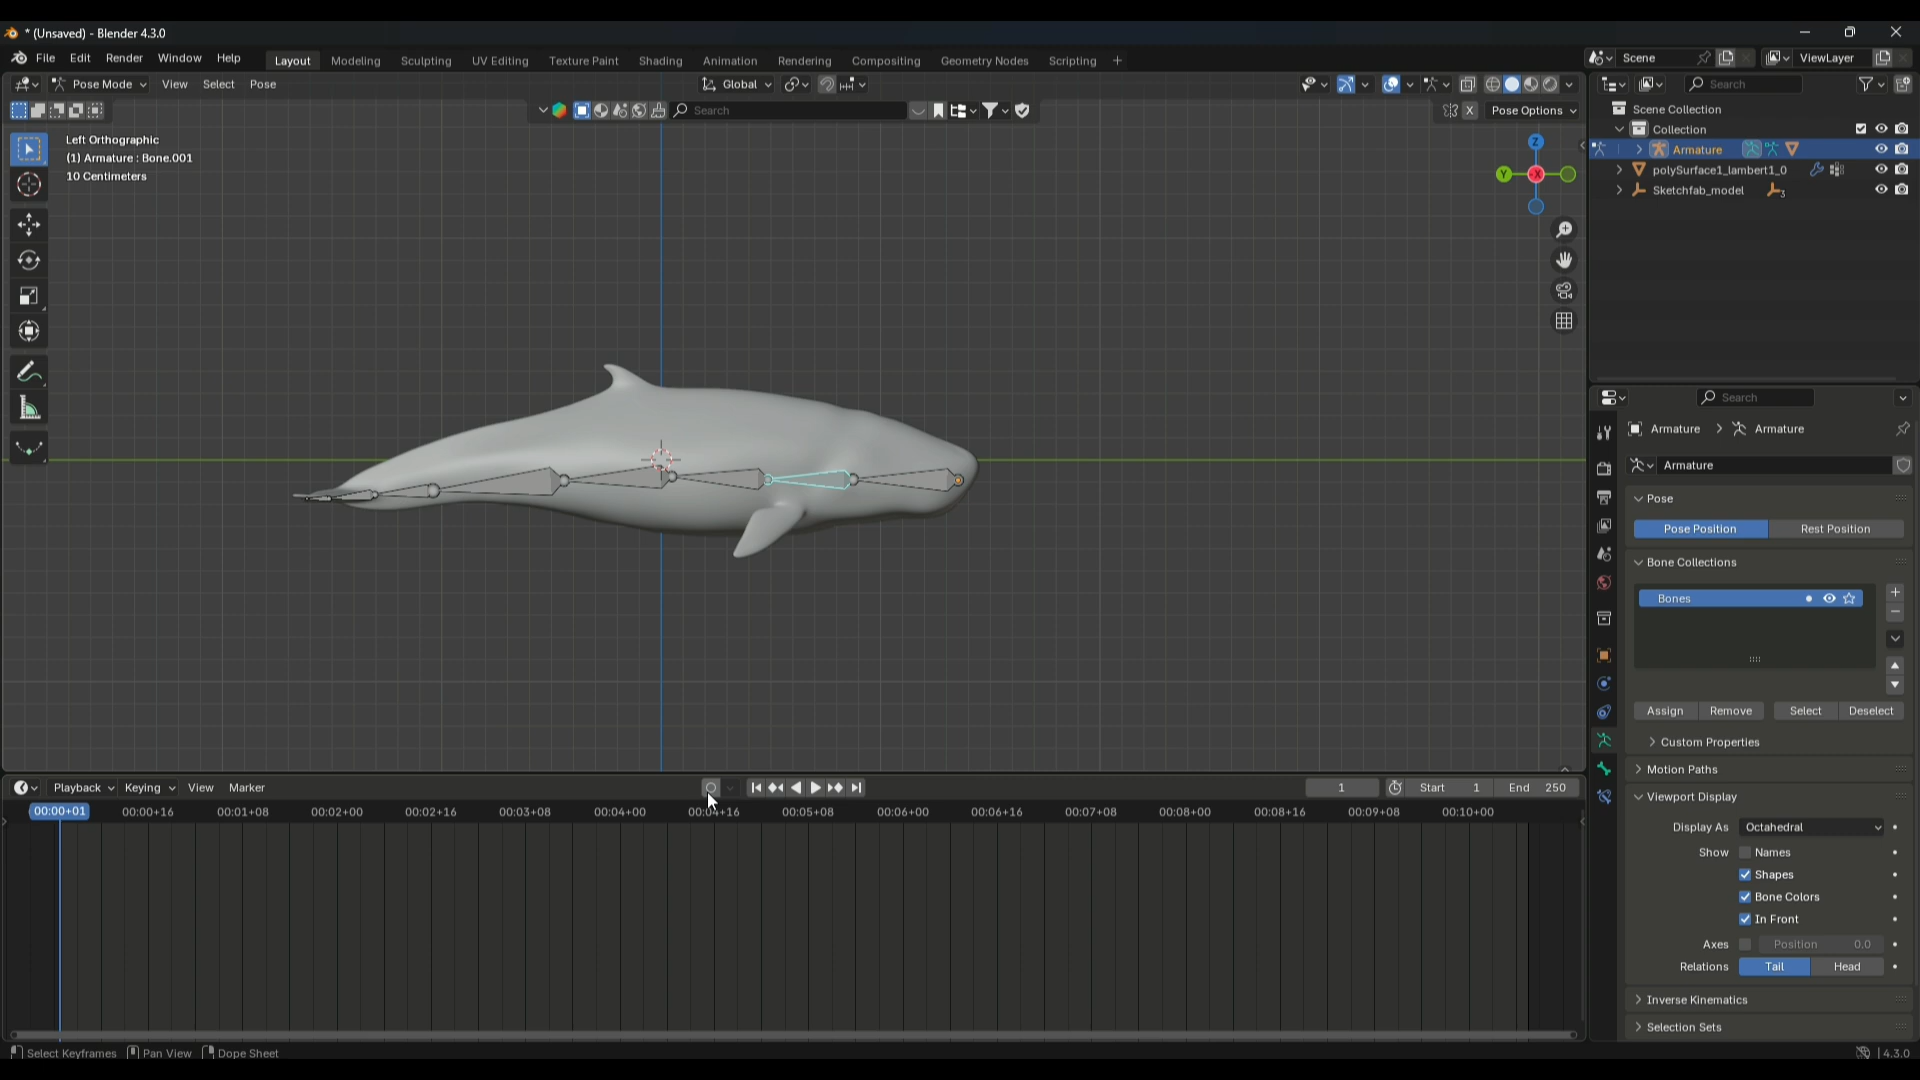 * (Unsaved) - Blender 4.3.0
File Edit Render Window Help Layout Modeling Sculpting UV Editing Texture Paint Shading Animation Rendering Compositing Geometry Nodes Scripting + Scene ViewLayer
Pose Mode View Select Pose Global Search
Search X Pose Options
Left Orthographic
(1) Armature : Bone.001
10 Centimeters
Z
Y X
Scene Collection
Collection
Armature
polySurface1_lambert1_0
Sketchfab_model 3
Search
Armature > Armature
Armature
Pose
Pose Position Rest Position
Bone Collections
Bones
Assign Remove Select Deselect
Custom Properties
Motion Paths
Viewport Display
Display As Octahedral
Show Names
Shapes
Bone Colors
In Front
Axes Position 0.0
Relations Tail Head
Inverse Kinematics
Selection Sets
Playback Keying View Marker 1 Start 1 End 250
00:00+01 00:00+16 00:01+08 00:02+00 00:02+16 00:03+08 00:04+00 00:04+16 00:05+08 00:06+00 00:06+16 00:07+08 00:08+00 00:08+16 00:09+08 00:10+00
Select Keyframes Pan View Dope Sheet 4.3.0